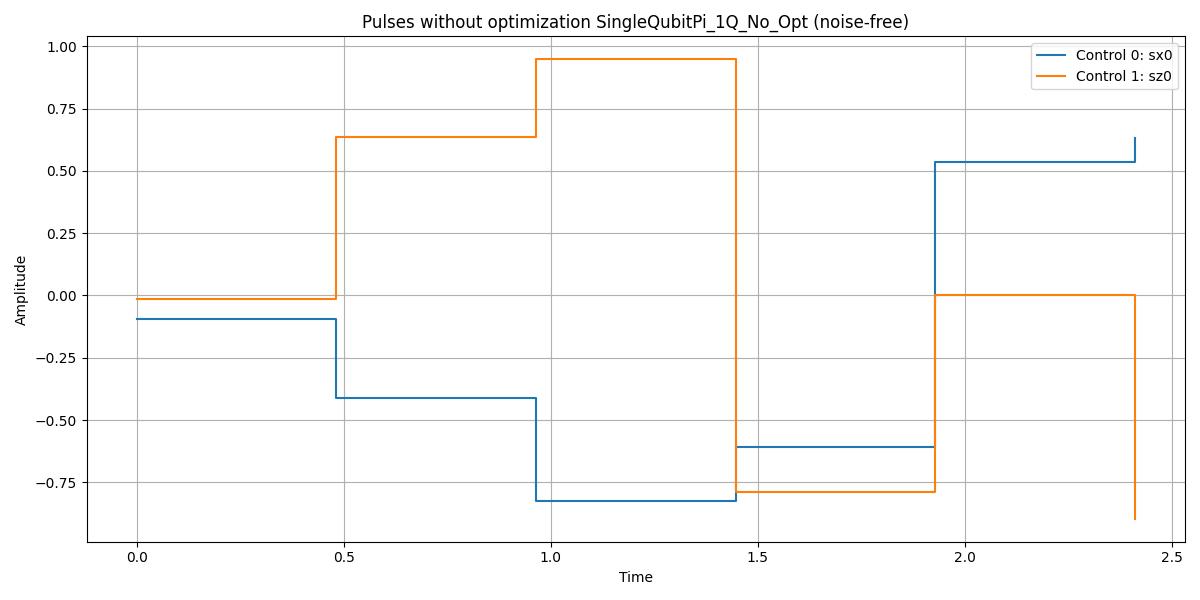 Pulses without optimization SingleQubitPi_1Q_No_Opt (noise-free)
Control 0: sx0
Control 1: sz0
Amplitude
1.00
0.75
0.50
0.25
0.00
−0.25
−0.50
−0.75
0.0 0.5 1.0 1.5 2.0 2.5
Time